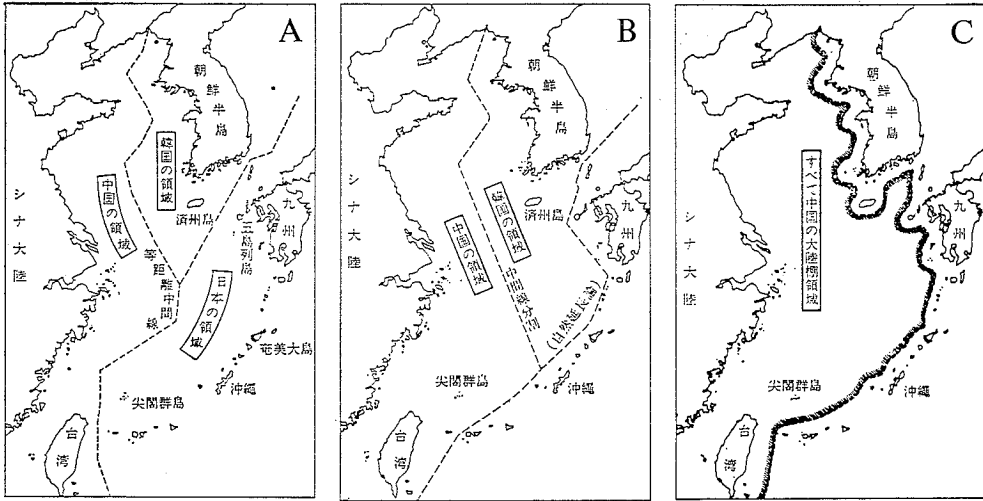 A
朝鮮半島
韓国の領域
中国の領域
済州島
九州
シナ大陸
五島列島
等距離中間線
日本の領域
奄美大島
尖閣群島
沖縄
台湾
B
朝鮮半島
韓国の領域
中国の領域
済州島
九州
シナ大陸
中間線分割
(自然延長論)
尖閣群島
沖縄
台湾
C
朝鮮半島
すべて中国の大陸棚領域
九州
シナ大陸
尖閣群島
沖縄
台湾